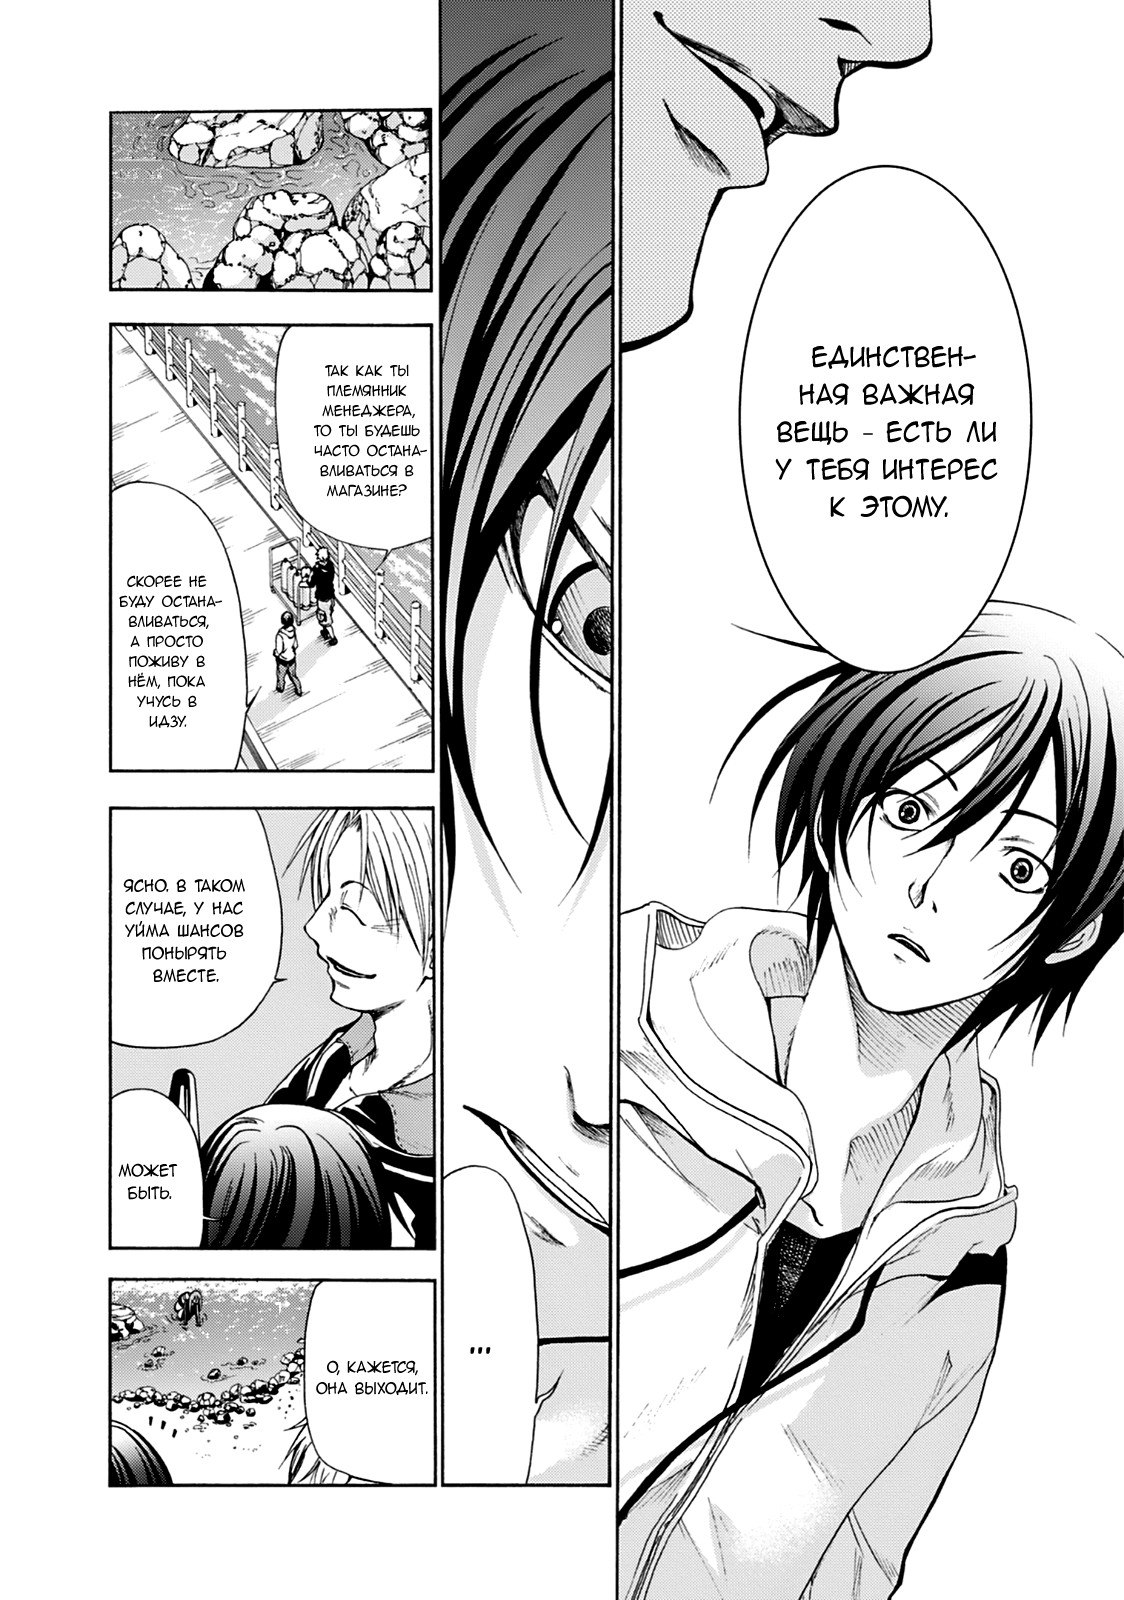 ЕДИНСТВЕН-
НАЯ ВАЖНАЯ
ВЕЩЬ - ЕСТЬ ЛИ
У ТЕБЯ ИНТЕРЕС
К ЭТОМУ.
...
ТАК КАК ТЫ
ПЛЕМЯННИК
МЕНЕДЖЕРА,
ТО ТЫ БУДЕШЬ
ЧАСТО ОСТАНА-
ВЛИВАТЬСЯ В
МАГАЗИНЕ?
СКОРЕЕ НЕ
БУДУ ОСТАНА-
ВЛИВАТЬСЯ,
А ПРОСТО
ПОЖИВУ В
НЁМ, ПОКА
УЧУСЬ В
ИДЗУ.
ЯСНО. В ТАКОМ
СЛУЧАЕ, У НАС
УЙМА ШАНСОВ
ПОНЫРЯТЬ
ВМЕСТЕ.
МОЖЕТ
БЫТЬ.
О, КАЖЕТСЯ,
ОНА ВЫХОДИТ.